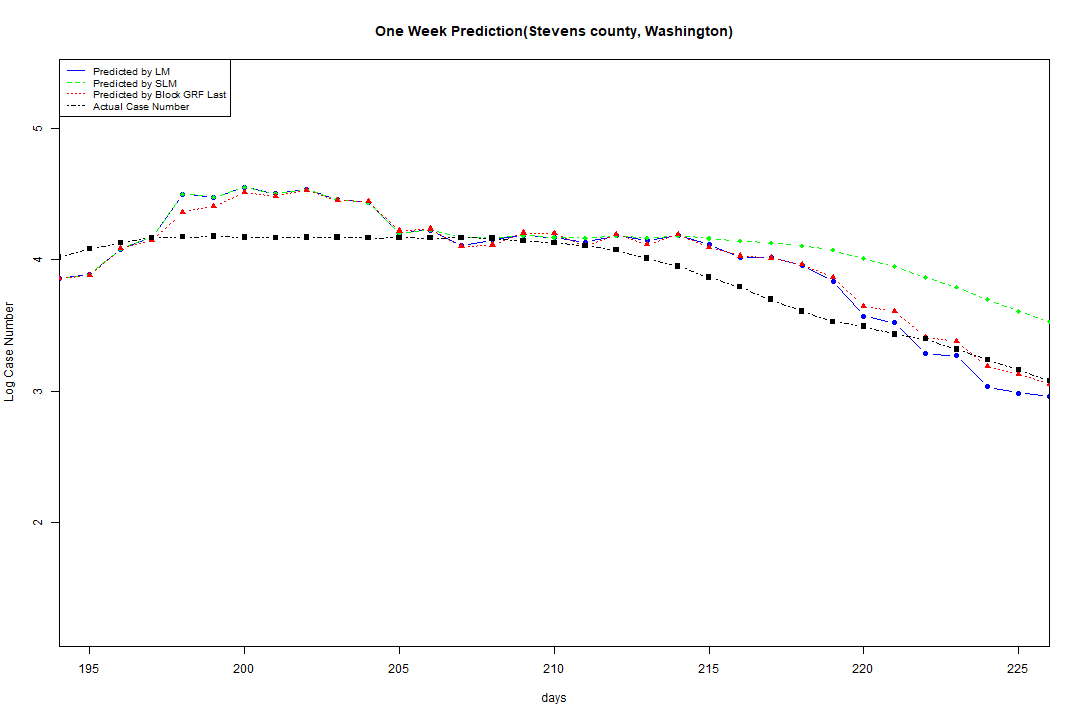 One Week Prediction(Stevens county, Washington)
Predicted by LM
Predicted by SLM
Predicted by Block GRF Last
Actual Case Number
5
4
3
2
Log Case Number
195 200 205 210 215 220 225
days